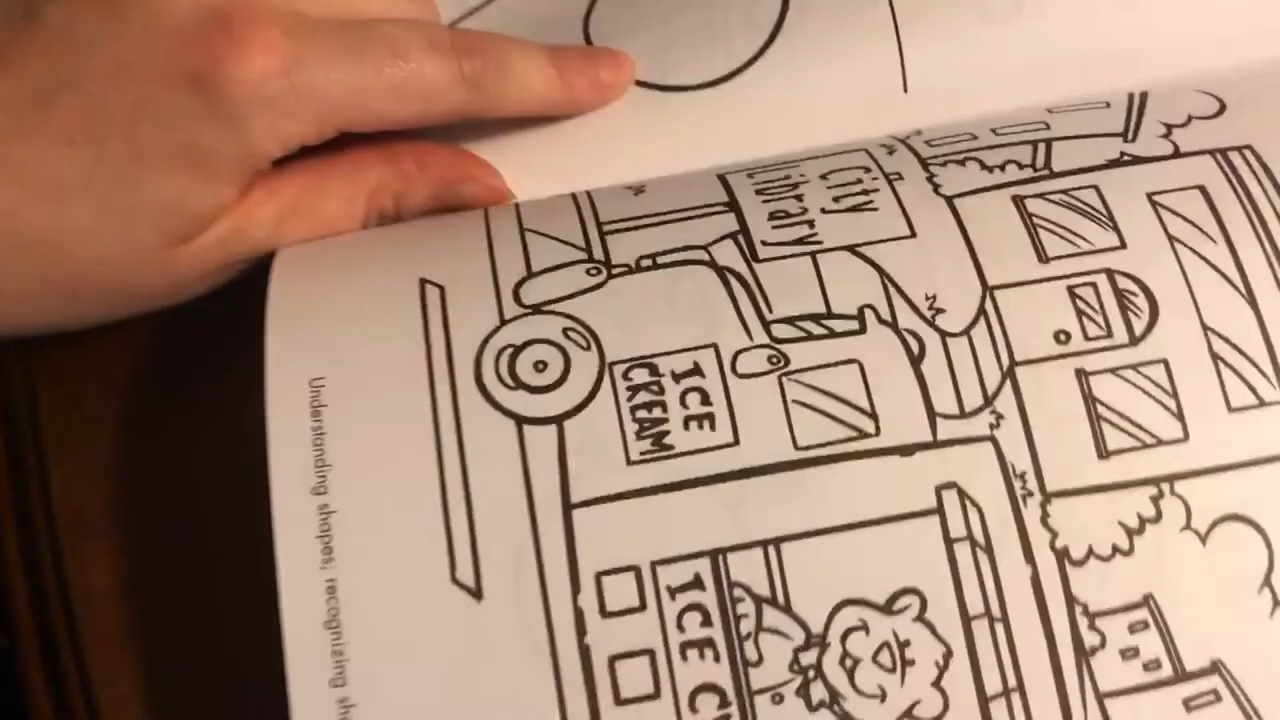 City
Library
ICE
CREAM
ICE
Understanding shapes; recognizing